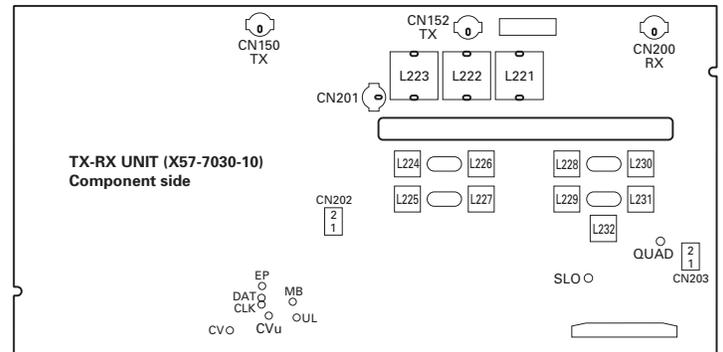 CN150
TX
CN152
TX
CN200
RX
L223
L222
L221
CN201
TX-RX UNIT (X57-7030-10)
Component side
L224
L226
L228
L230
L225
L227
L229
L231
CN202
2
1
L232
QUAD
2
1
CN203
SLO
EP
DAT
CLK
MB
UL
CV
CVu